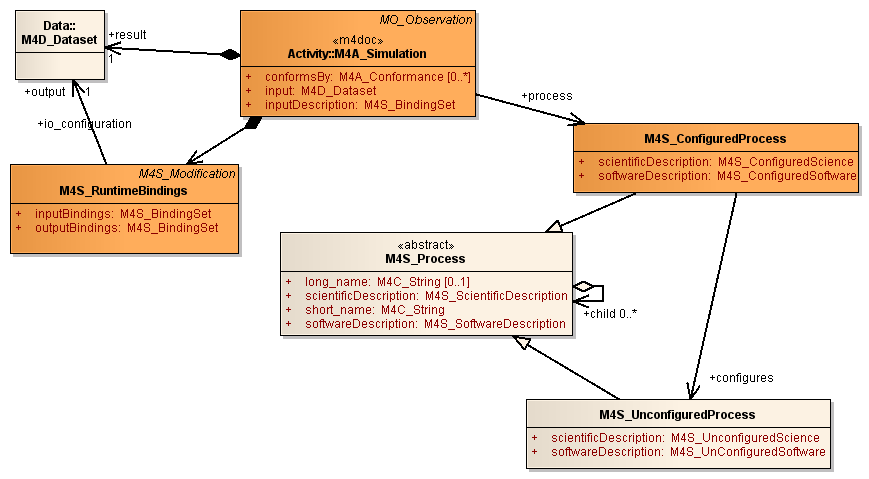 Data::
M4D_Dataset
+result
1
+output
1
MO_Observation
«m4doc»
Activity::M4A_Simulation
+ conformsBy: M4A_Conformance [0..*]
+ input: M4D_Dataset
+ inputDescription: M4S_BindingSet
+process
+io_configuration
M4S_Modification
M4S_RuntimeBindings
+ inputBindings: M4S_BindingSet
+ outputBindings: M4S_BindingSet
M4S_ConfiguredProcess
+ scientificDescription: M4S_ConfiguredScience
+ softwareDescription: M4S_ConfiguredSoftware
«abstract»
M4S_Process
+ long_name: M4C_String [0..1]
+ scientificDescription: M4S_ScientificDescription
+ short_name: M4C_String
+ softwareDescription: M4S_SoftwareDescription
+child 0..*
+configures
M4S_UnconfiguredProcess
+ scientificDescription: M4S_UnconfiguredScience
+ softwareDescription: M4S_UnConfiguredSoftware